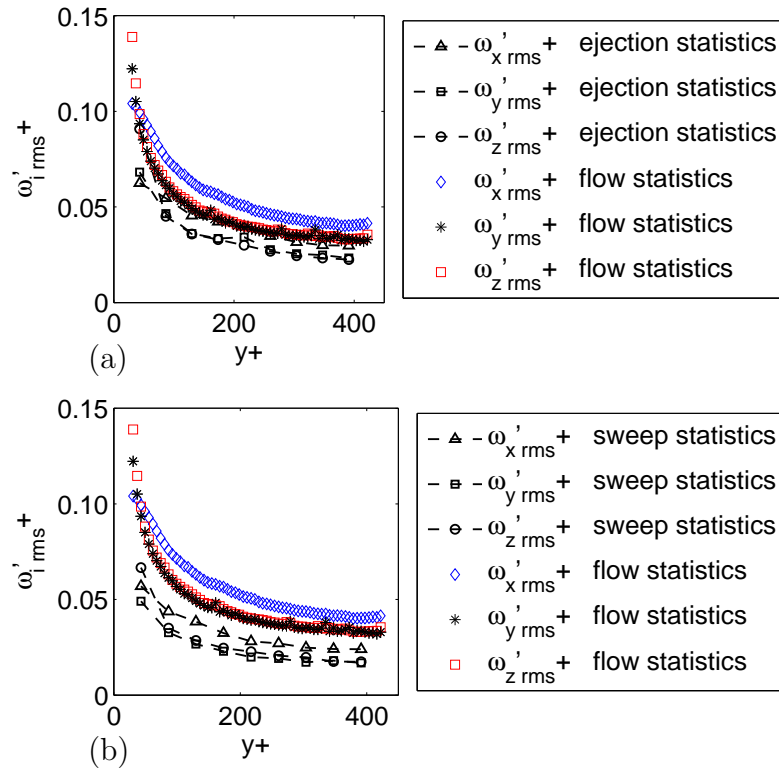 0.15
0.10
0.05
0
ω'i rms+
0 200 400
y+
(a)
ω'x rms+ ejection statistics
ω'y rms+ ejection statistics
ω'z rms+ ejection statistics
ω'x rms+ flow statistics
ω'y rms+ flow statistics
ω'z rms+ flow statistics
0.15
0.10
0.05
0
ω'i rms+
0 200 400
y+
(b)
ω'x rms+ sweep statistics
ω'y rms+ sweep statistics
ω'z rms+ sweep statistics
ω'x rms+ flow statistics
ω'y rms+ flow statistics
ω'z rms+ flow statistics